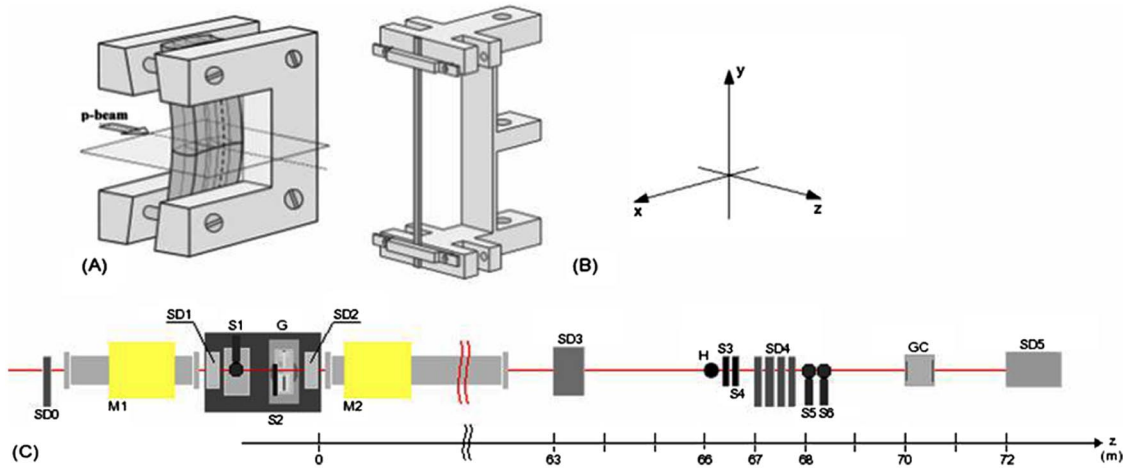 p-beam
y
x
z
(A)
(B)
SD1
S1
G
SD2
SD3
H
S3
SD4
GC
SD5
SD0
M1
S2
M2
S4
S5
S6
(C)
z
0
63
66
67
68
70
72
(m)